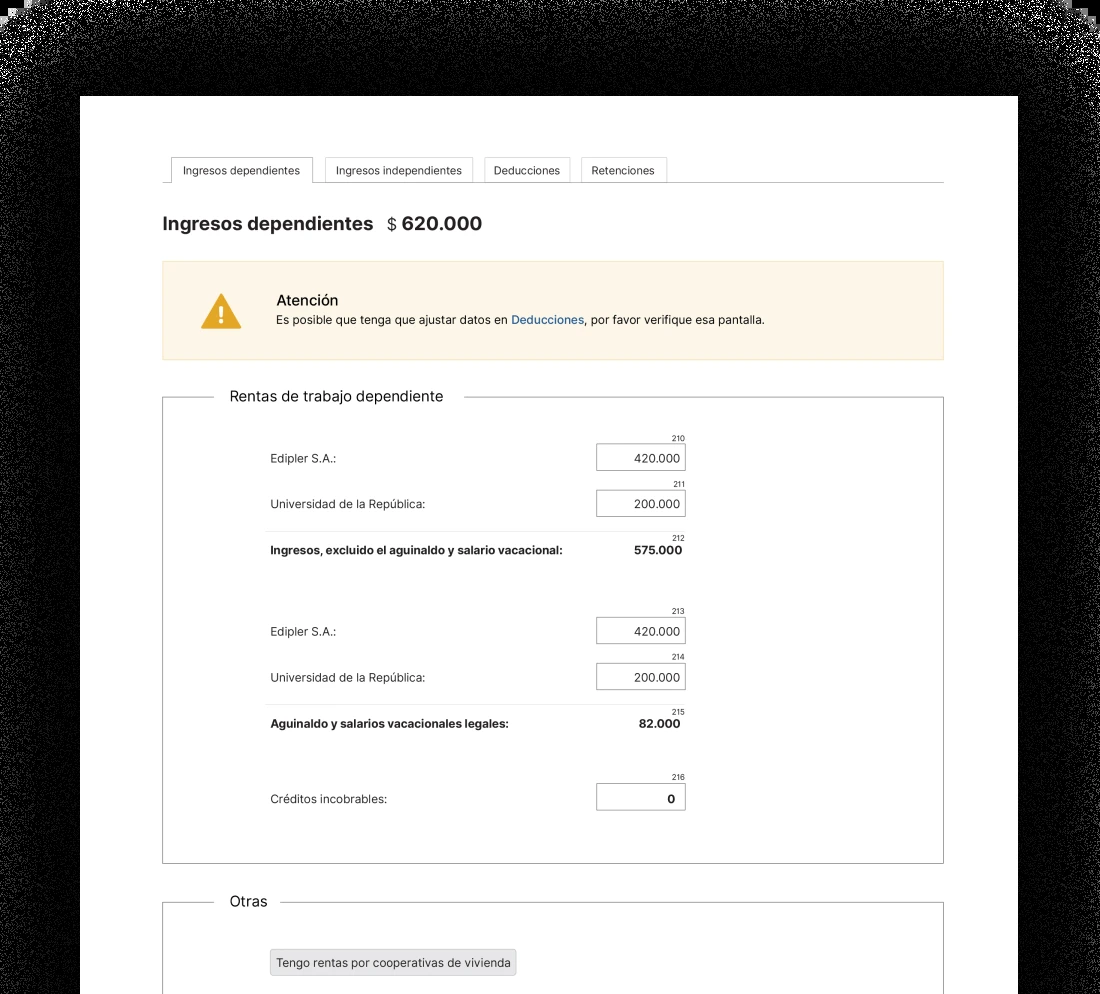 Ingresos dependientes Ingresos independientes Deducciones Retenciones
Ingresos dependientes $ 620.000
Atención
Es posible que tenga que ajustar datos en Deducciones, por favor verifique esa pantalla.
Rentas de trabajo dependiente
210
Edipler S.A.: 420.000
211
Universidad de la República: 200.000
212
Ingresos, excluido el aguinaldo y salario vacacional: 575.000
213
Edipler S.A.: 420.000
214
Universidad de la República: 200.000
215
Aguinaldo y salarios vacacionales legales: 82.000
216
Créditos incobrables: 0
Otras
Tengo rentas por cooperativas de vivienda